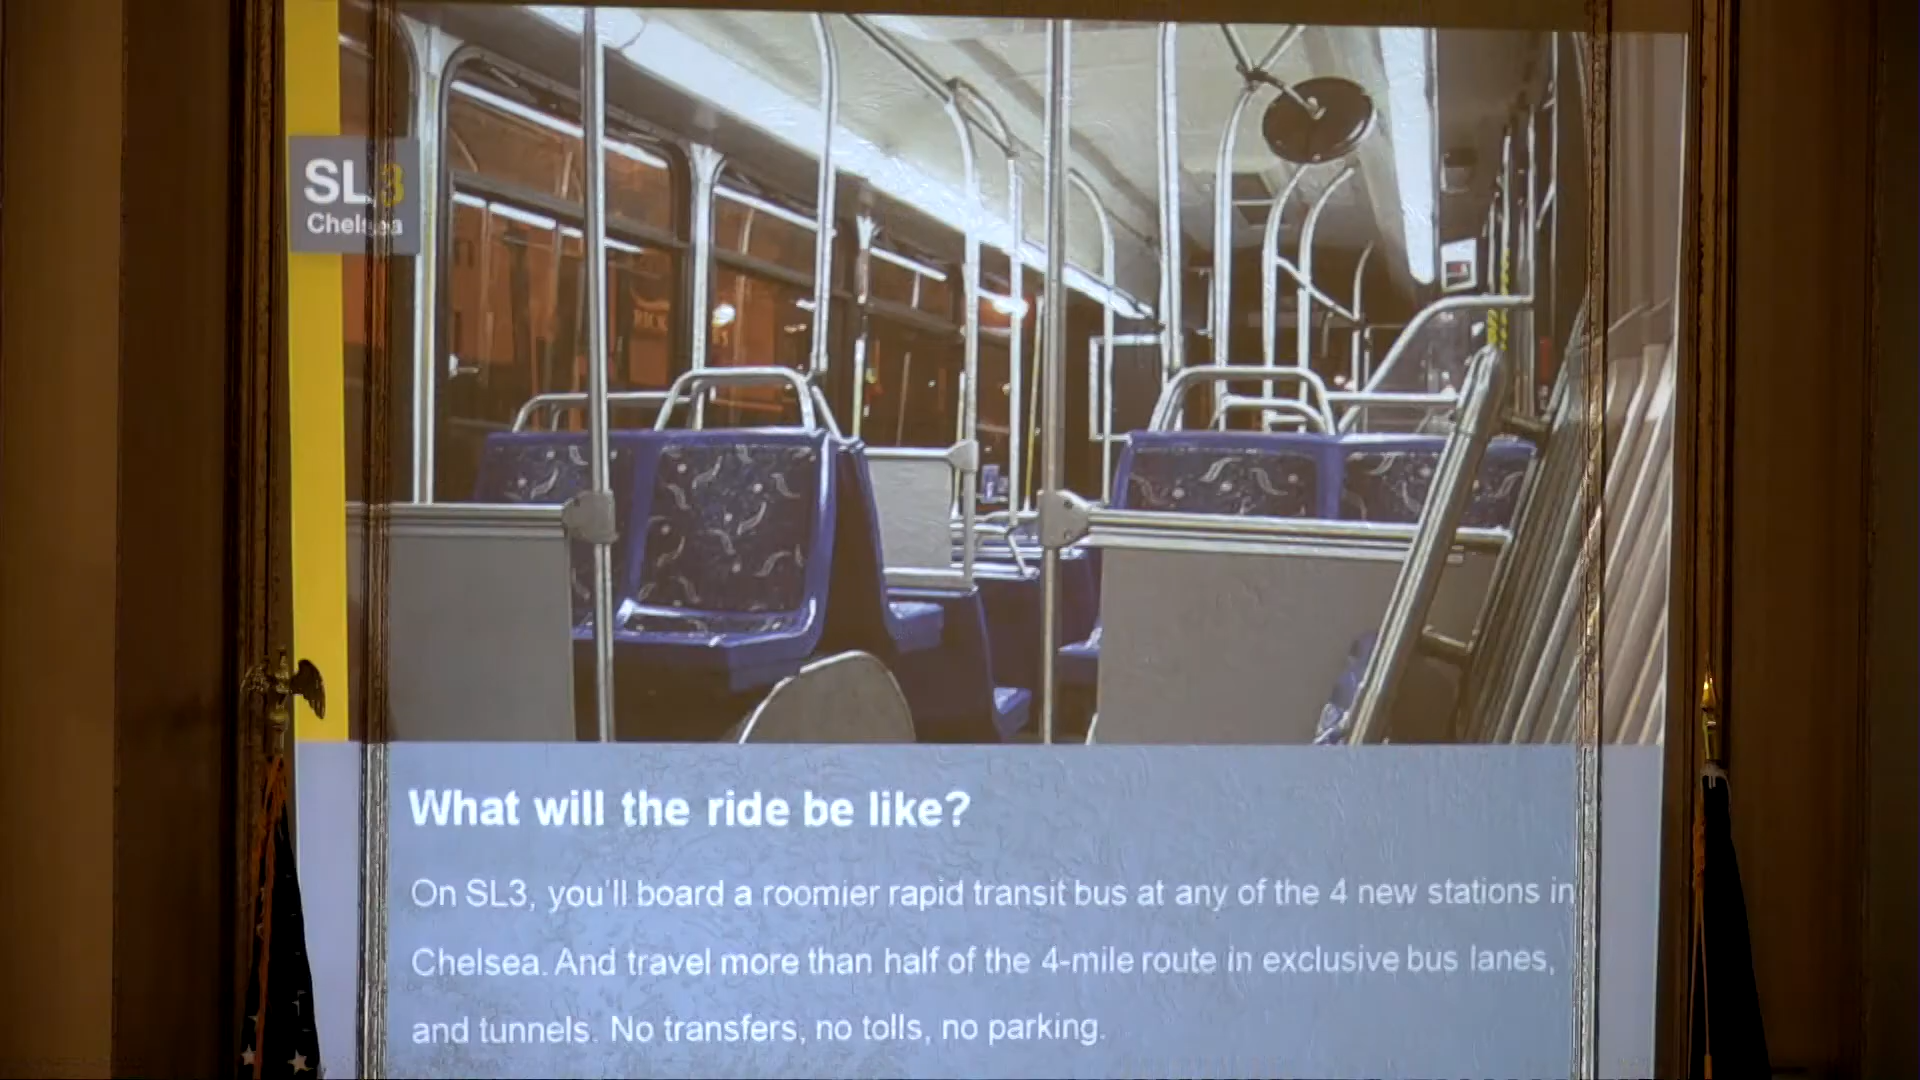 SL3
Chelsea
RICK
What will the ride be like?
On SL3, you'll board a roomier rapid transit bus at any of the 4 new stations in
Chelsea. And travel more than half of the 4-mile route in exclusive bus lanes,
and tunnels. No transfers, no tolls, no parking.